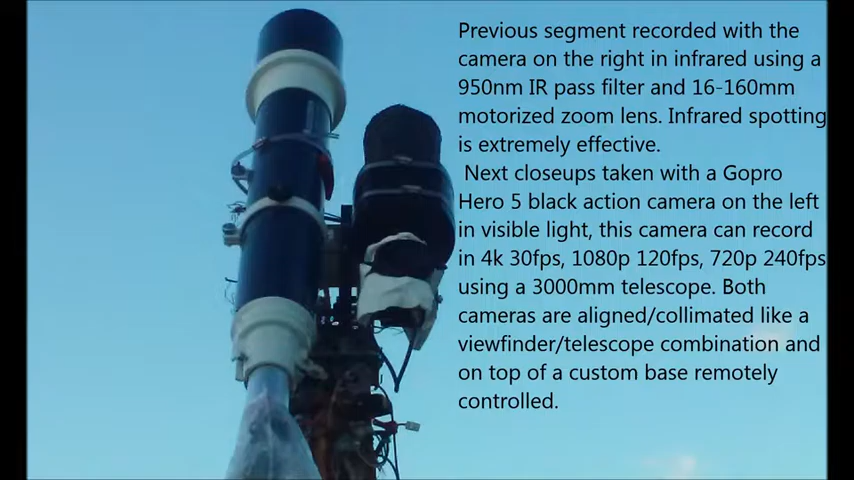 Previous segment recorded with the
camera on the right in infrared using a
950nm IR pass filter and 16-160mm
motorized zoom lens. Infrared spotting
is extremely effective.
Next closeups taken with a Gopro
Hero 5 black action camera on the left
in visible light, this camera can record
in 4k 30fps, 1080p 120fps, 720p 240fps
using a 3000mm telescope. Both
cameras are aligned/collimated like a
viewfinder/telescope combination and
on top of a custom base remotely
controlled.